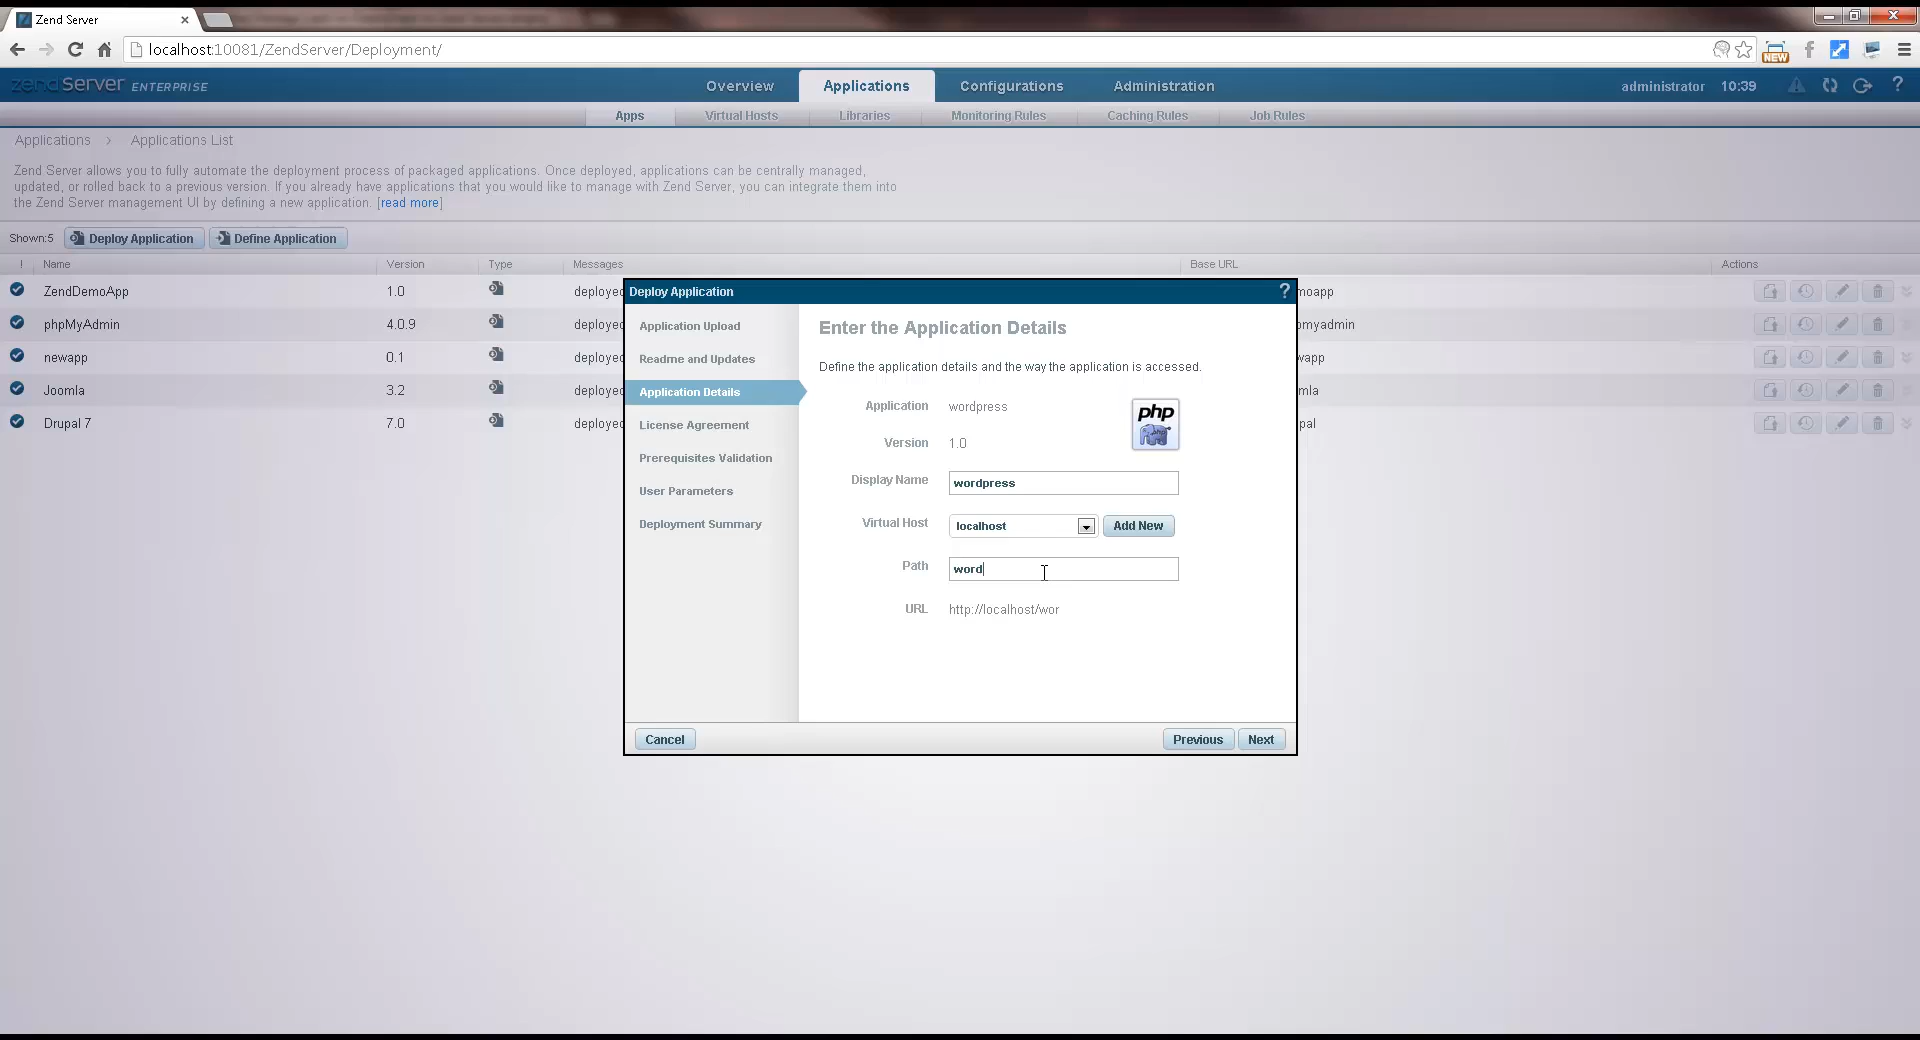 Zend Server
localhost:10081/ZendServer/Deployment/
NEW
zend Server ENTERPRISE
Overview Applications Configurations Administration administrator 10:39 ?
Apps Virtual Hosts Libraries Monitoring Rules Caching Rules Job Rules
Applications > Applications List
Zend Server allows you to fully automate the deployment process of packaged applications. Once deployed, applications can be centrally managed,
updated, or rolled back to a previous version. If you already have applications that you would like to manage with Zend Server, you can integrate them into
the Zend Server management UI by defining a new application. [read more]
Shown:5 Deploy Application Define Application
! Name Version Type Messages Base URL Actions
ZendDemoApp 1.0 deployed moapp
phpMyAdmin 4.0.9 deployed myadmin
newapp 0.1 deployed vapp
Joomla 3.2 deployed mla
Drupal 7 7.0 deployed pal
Deploy Application ?
Application Upload
Readme and Updates
Application Details
License Agreement
Prerequisites Validation
User Parameters
Deployment Summary
Enter the Application Details
Define the application details and the way the application is accessed.
Application wordpress
php
php
Version 1.0
Display Name wordpress
Virtual Host localhost Add New
Path word
URL http://localhost/wor
Cancel Previous Next